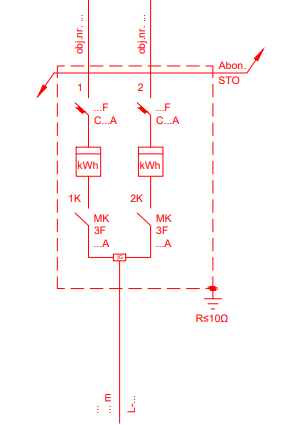 obj.nr. ...
obj.nr. ...
Abon.
STO
1
2
...F
C...A
...F
C...A
kWh
kWh
1K
2K
MK
3F
...A
MK
3F
...A
R≤10Ω
... m
L-...